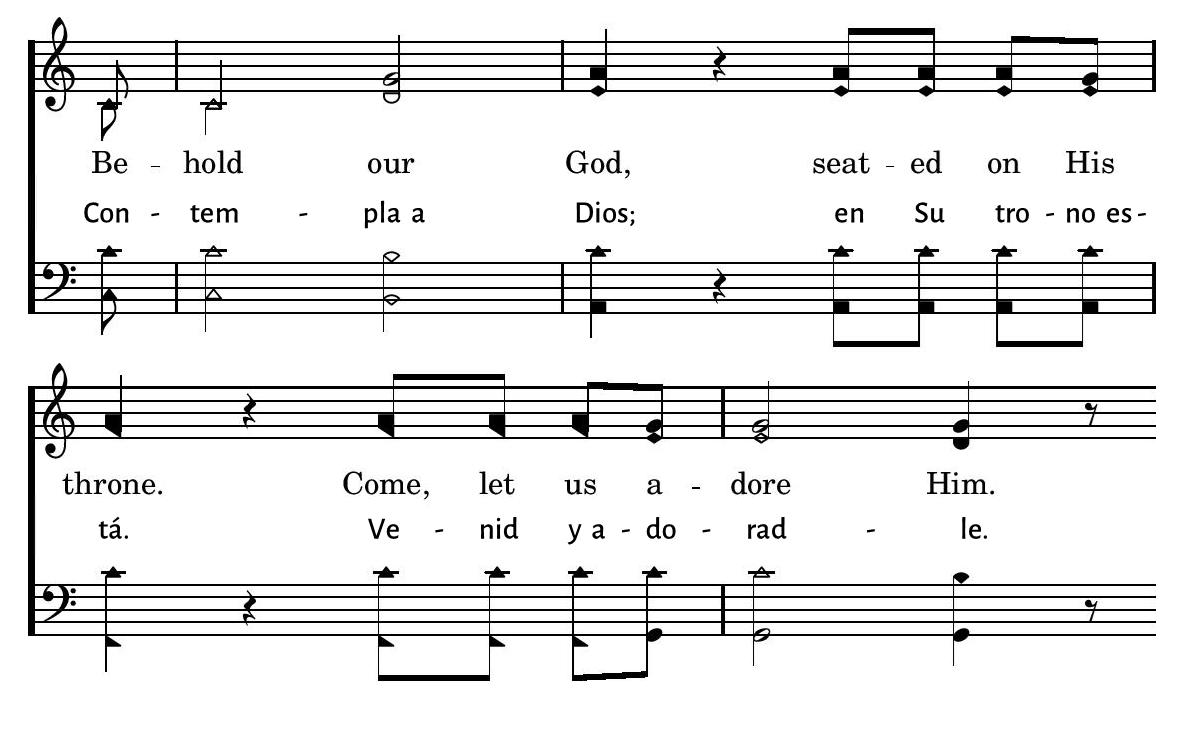 Be - hold our God, seat - ed on His
Con - tem - pla a Dios; en Su tro - no es -
throne. Come, let us a - dore Him.
tá. Ve - nid y a - do - rad - le.